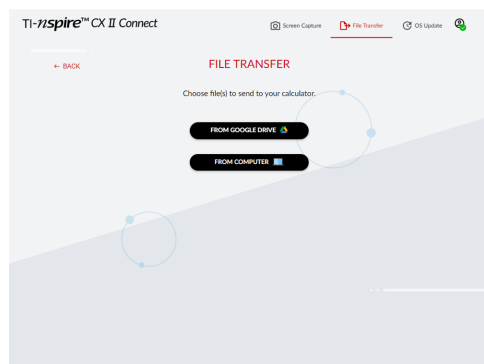 TI-nspire™ CX II Connect
Screen Capture
File Transfer
OS Update
← BACK
FILE TRANSFER
Choose file(s) to send to your calculator.
FROM GOOGLE DRIVE
FROM COMPUTER